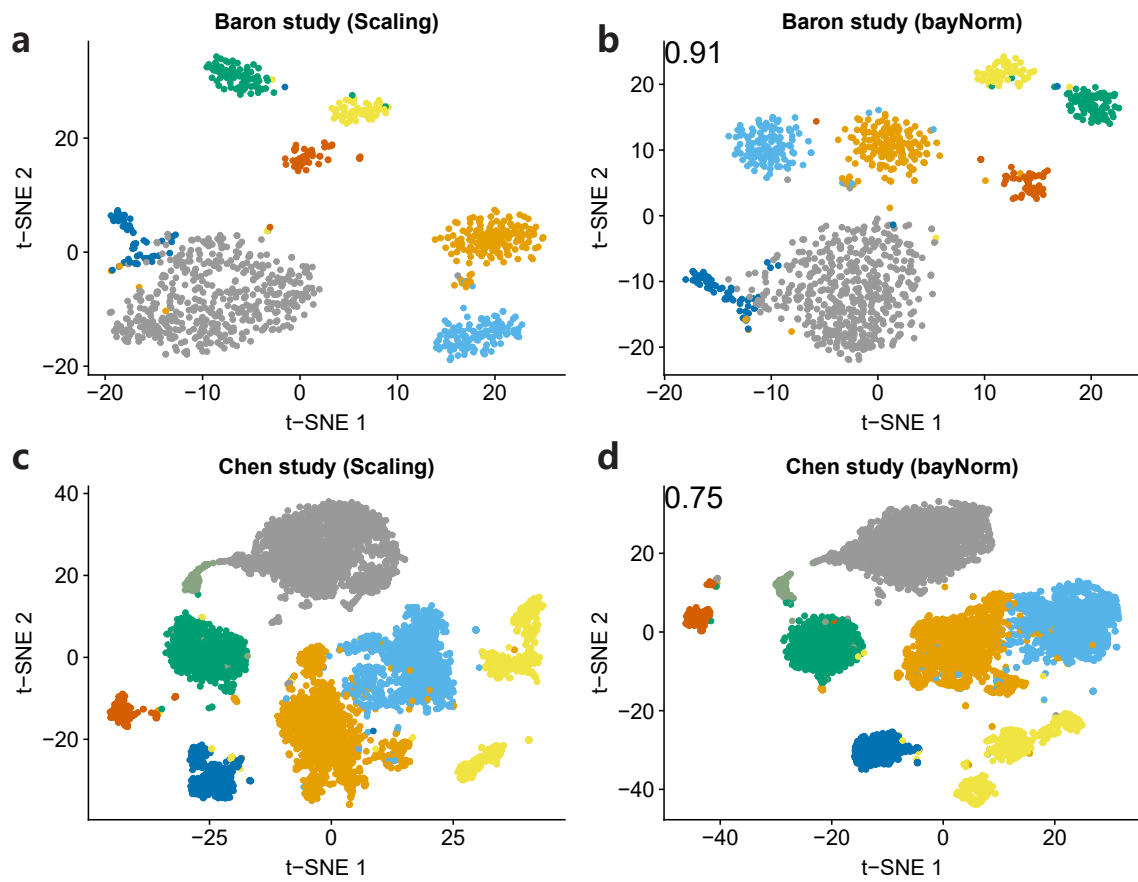 a
Baron study (Scaling)
t−SNE 2
20
0
−20
−20
−10
0
10
20
t−SNE 1
b
Baron study (bayNorm)
0.91
t−SNE 2
20
10
0
−10
−20
−20
−10
0
10
20
t−SNE 1
c
Chen study (Scaling)
t−SNE 2
40
20
0
−20
−25
0
25
t−SNE 1
d
Chen study (bayNorm)
0.75
t−SNE 2
20
0
−20
−40
−40
−20
0
20
t−SNE 1